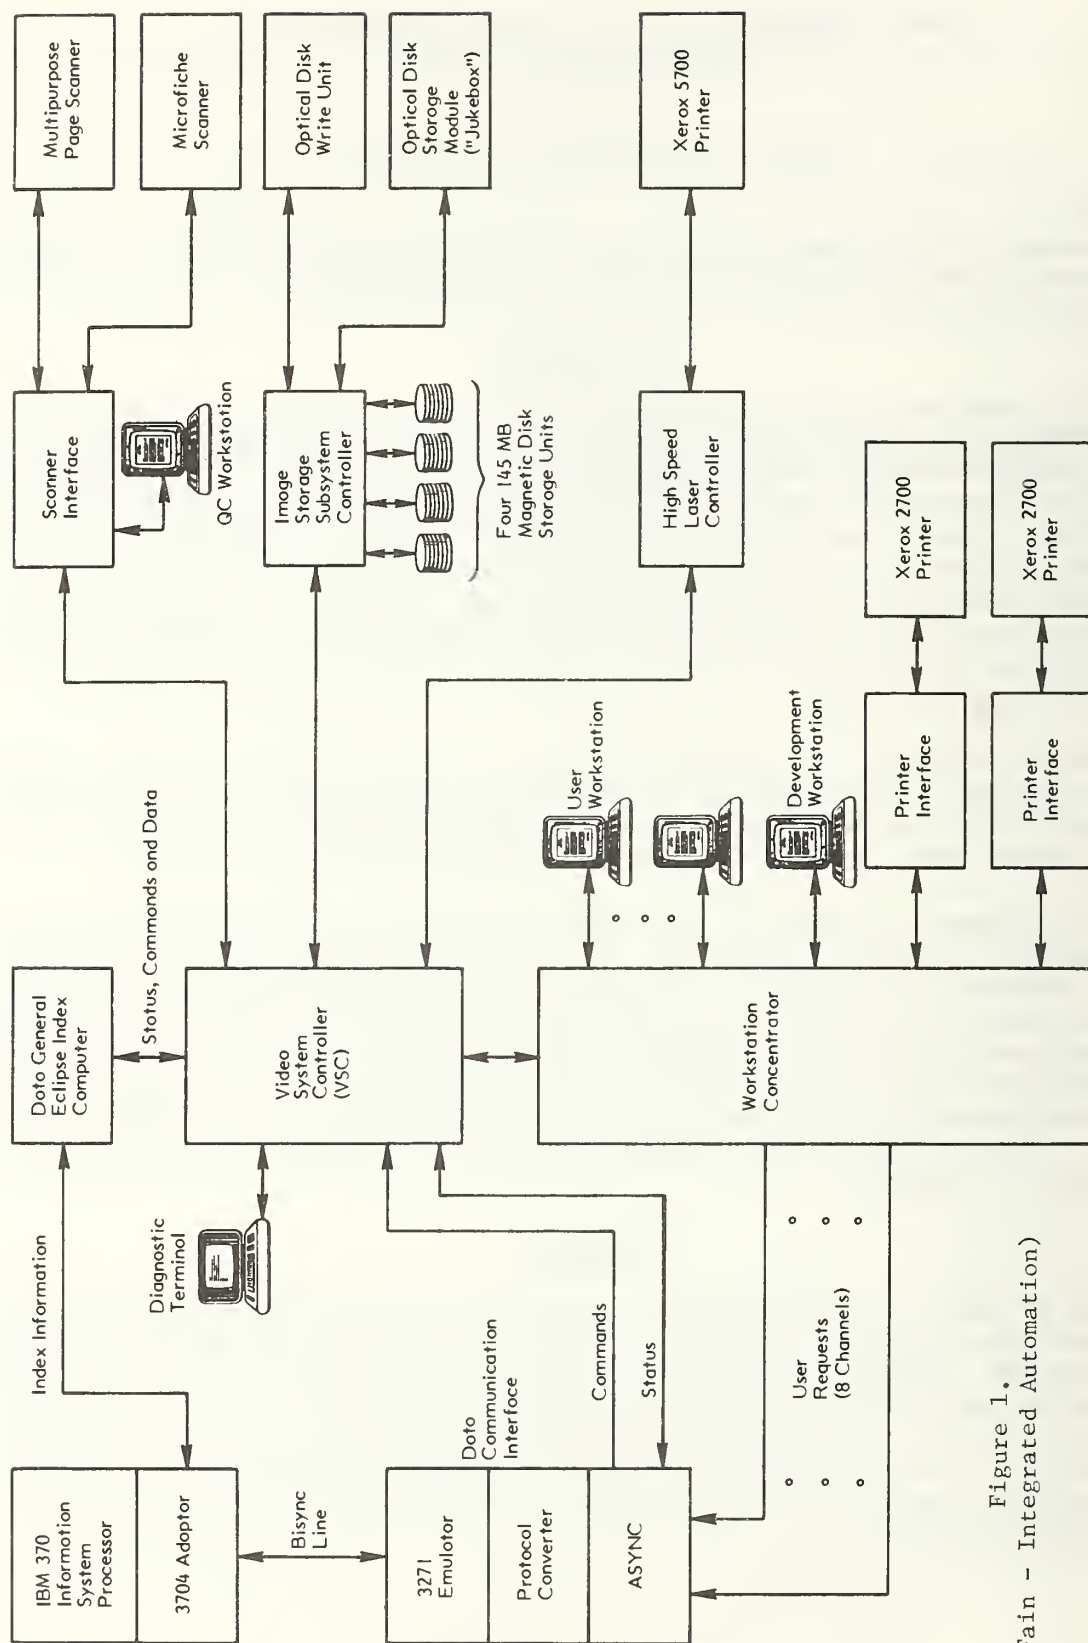 IBM 370
Information
System
Processor
3704 Adaptor
Index Information
Data General
Eclipse Index
Computer
Status, Commands and Data
Scanner
Interface
Multipurpose
Page Scanner
Microfiche
Scanner
QC Workstation
Bisync
Line
Diagnostic
Terminal
Video
System
Controller
(VSC)
Image
Storage
Subsystem
Controller
Optical Disk
Write Unit
Optical Disk
Storage
Module
("Jukebox")
Four 145 MB
Magnetic Disk
Storage Units
3271
Emulator
Protocol
Converter
ASYNC
Data
Communication
Interface
Commands
Status
High Speed
Laser
Controller
Xerox 5700
Printer
User
Requests
(8 Channels)
Workstation
Concentrator
User
Workstation
Development
Workstation
Printer
Interface
Xerox 2700
Printer
Printer
Interface
Xerox 2700
Printer
Figure 1.
Fain - Integrated Automation)